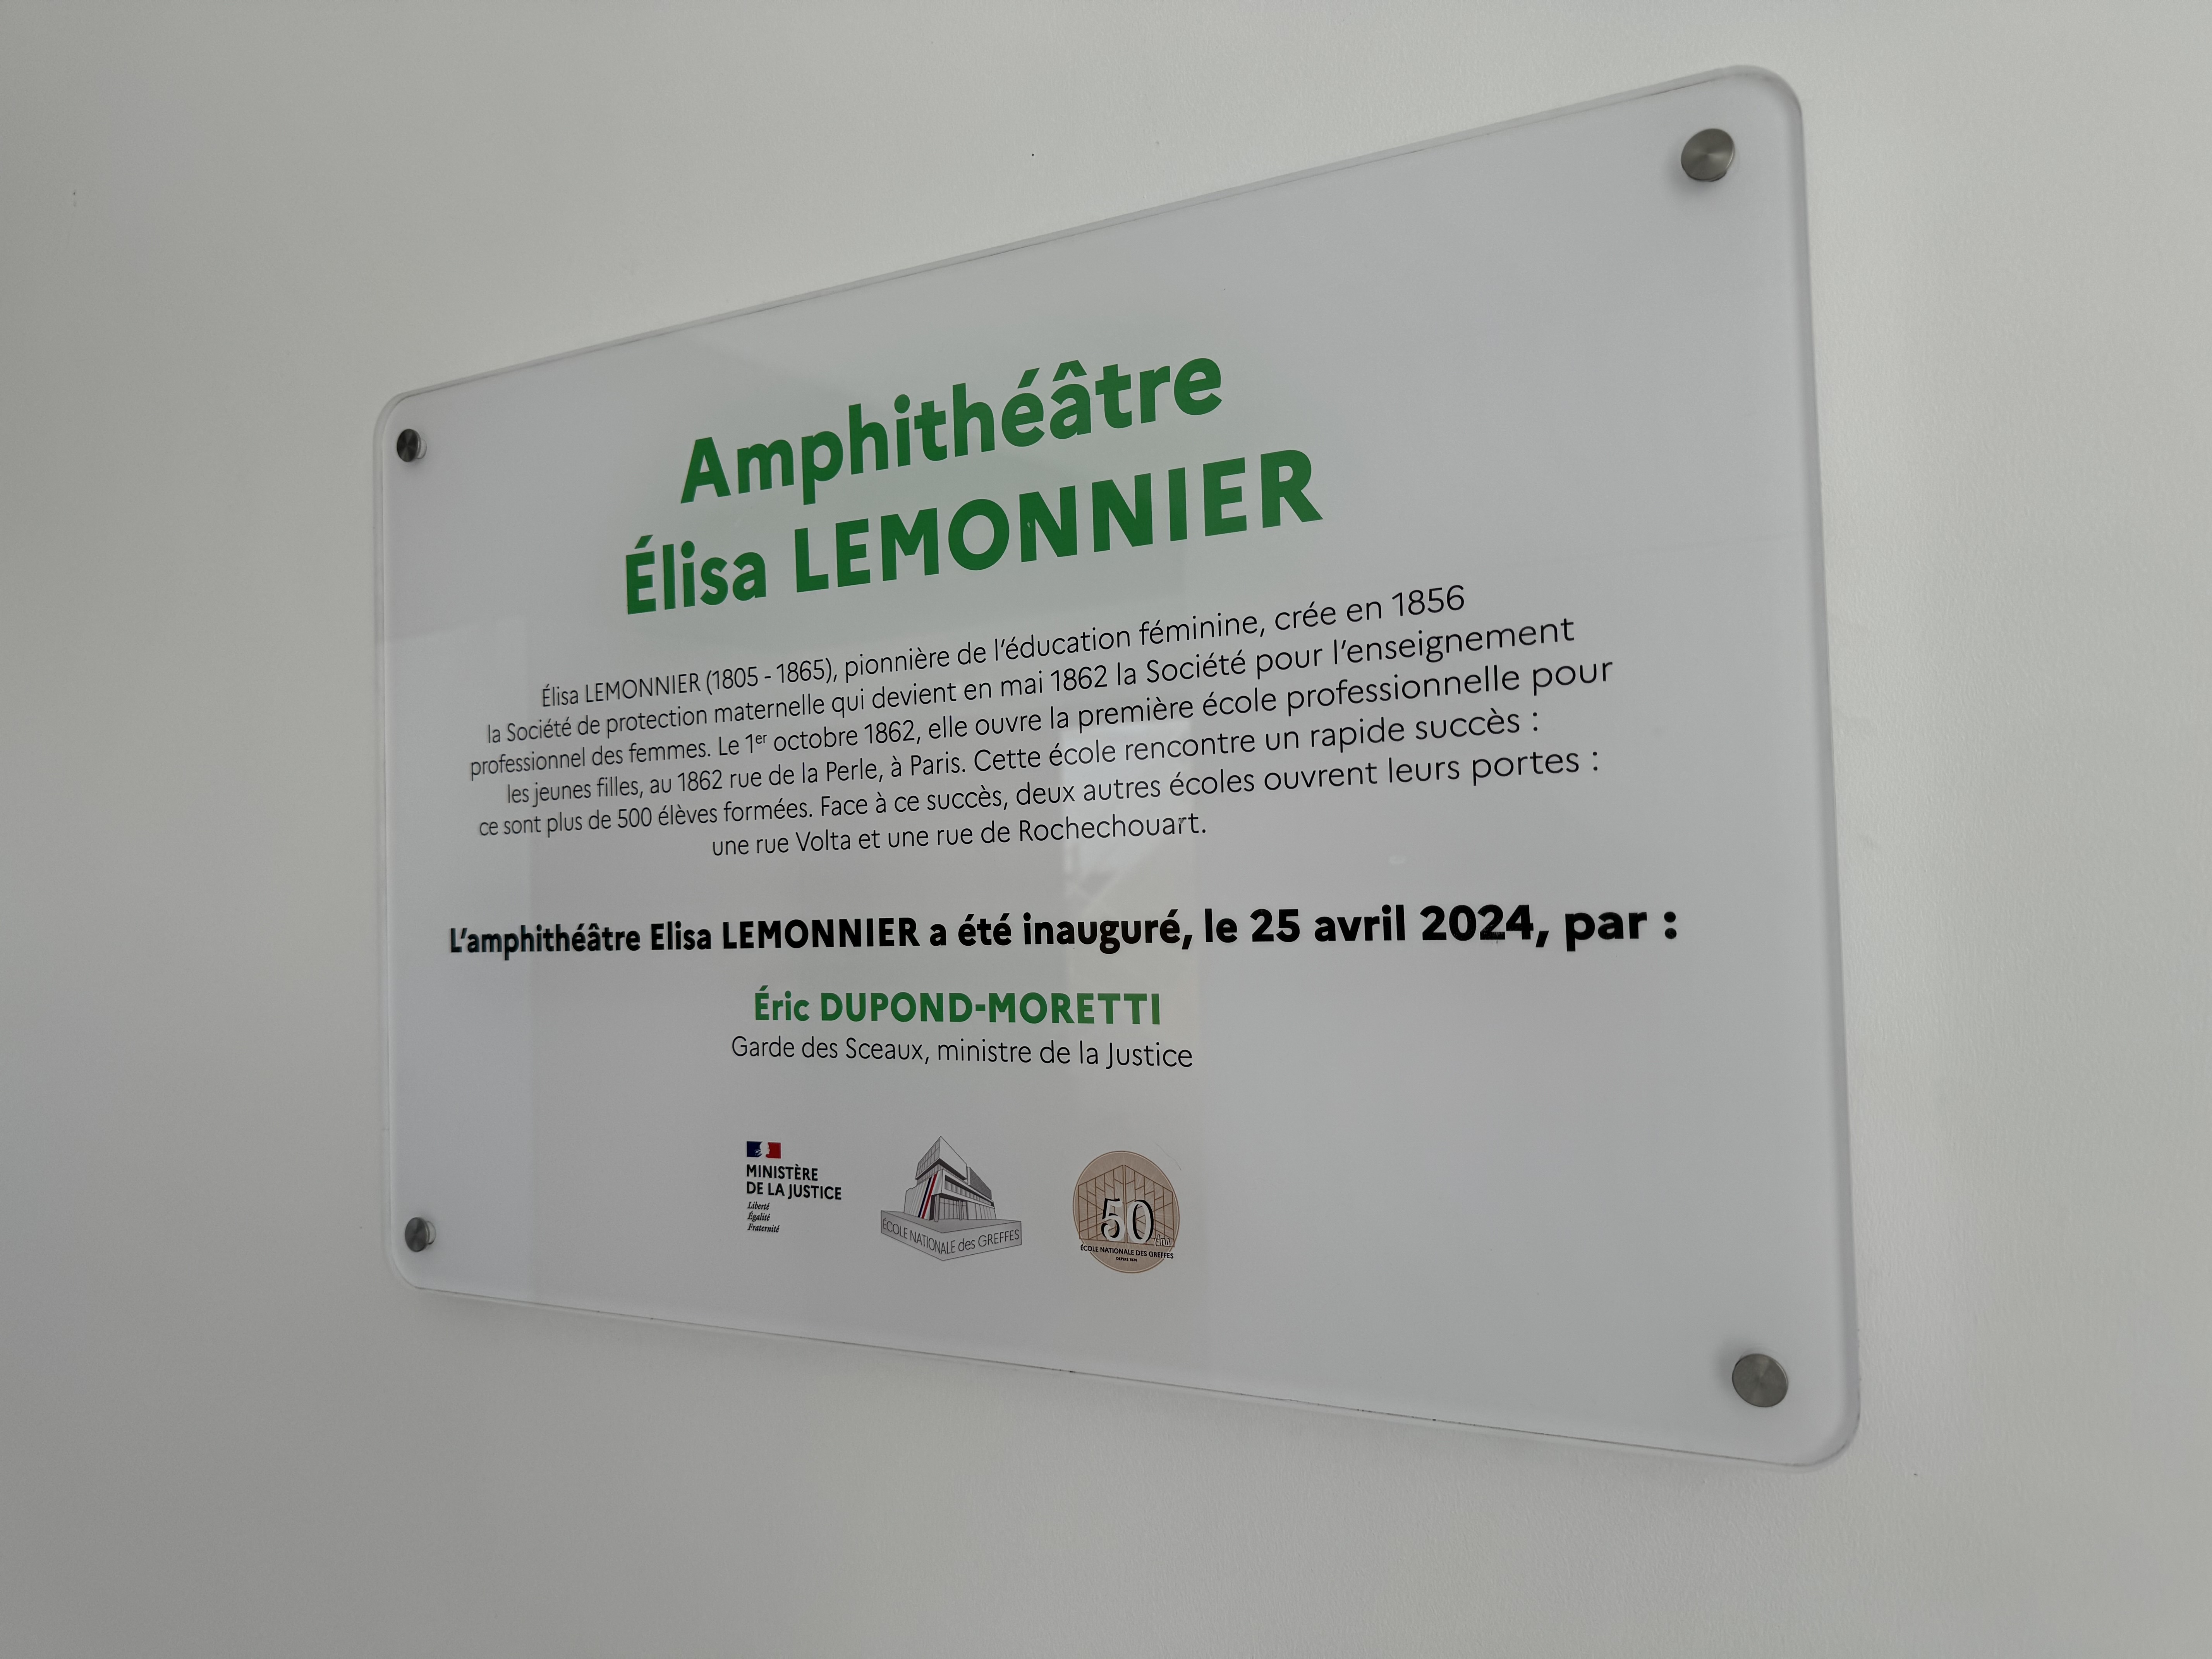 Amphithéâtre
Élisa LEMONNIER
Élisa LEMONNIER (1805 - 1865), pionnière de l'éducation féminine, crée en 1856
la Société de protection maternelle qui devient en mai 1862 la Société pour l'enseignement
professionnel des femmes. Le 1er octobre 1862, elle ouvre la première école professionnelle pour
les jeunes filles, au 1862 rue de la Perle, à Paris. Cette école rencontre un rapide succès :
ce sont plus de 500 élèves formées. Face à ce succès, deux autres écoles ouvrent leurs portes :
une rue Volta et une rue de Rochechouart.
L'amphithéâtre Elisa LEMONNIER a été inauguré, le 25 avril 2024, par :
Éric DUPOND-MORETTI
Garde des Sceaux, ministre de la Justice
MINISTÈRE
DE LA JUSTICE
Liberté
Égalité
Fraternité
ÉCOLE NATIONALE des GREFFES
50
ans
ÉCOLE NATIONALE DES GREFFES